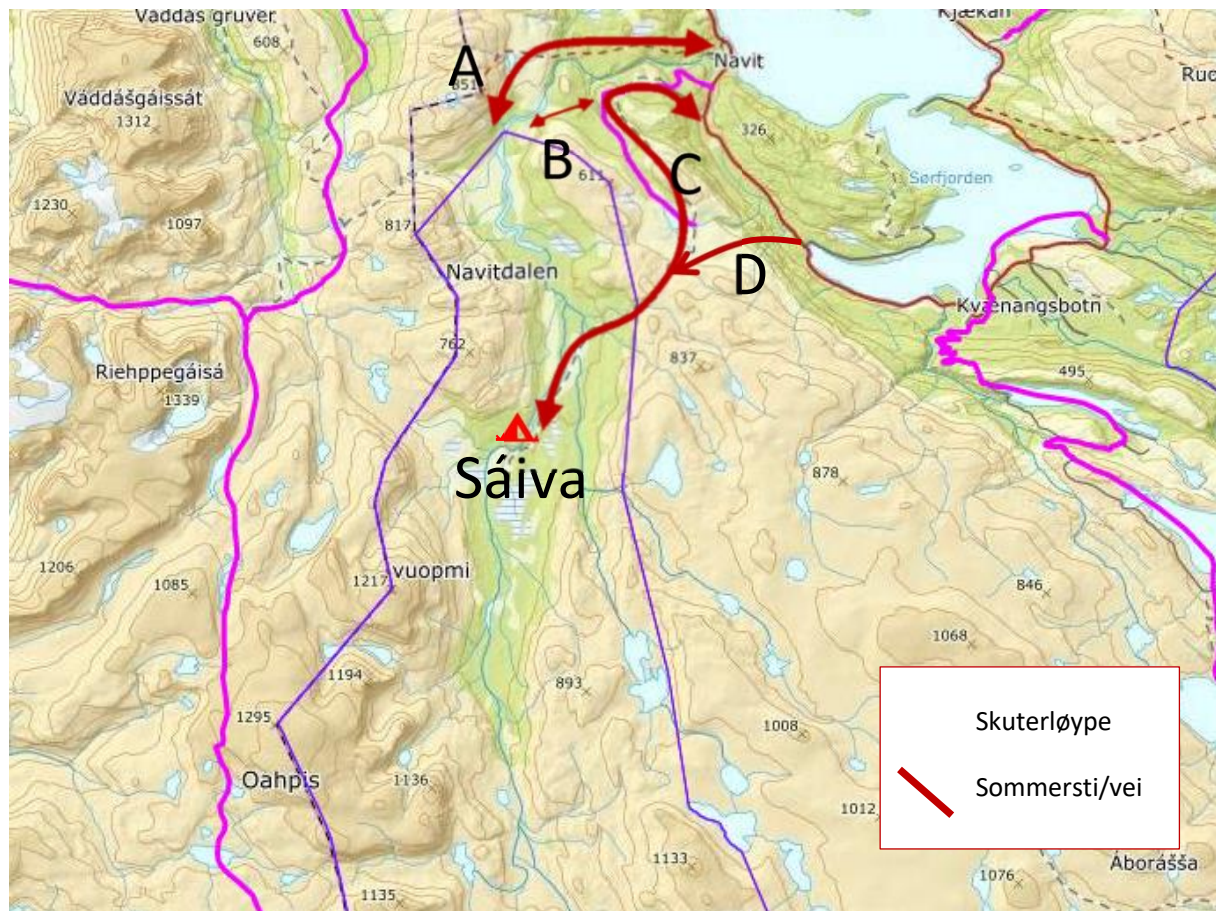 Vaddas gruver
Kjækan
608
A
Navit
851
Ruo
Váddášgáissát
1312
326
B
C
611
Sørfjorden
1230
1097
817
D
Navitdalen
Kvænangsbotn
762
837
Riehppegáisá
1339
495
Sáiva
878
1206
1085
1217
vuopmi
846
1068
1194
893
1295
1008
Skuterløype
Oahpis
1136
Sommersti/vei
1012
1133
Áborášša
1076
1135